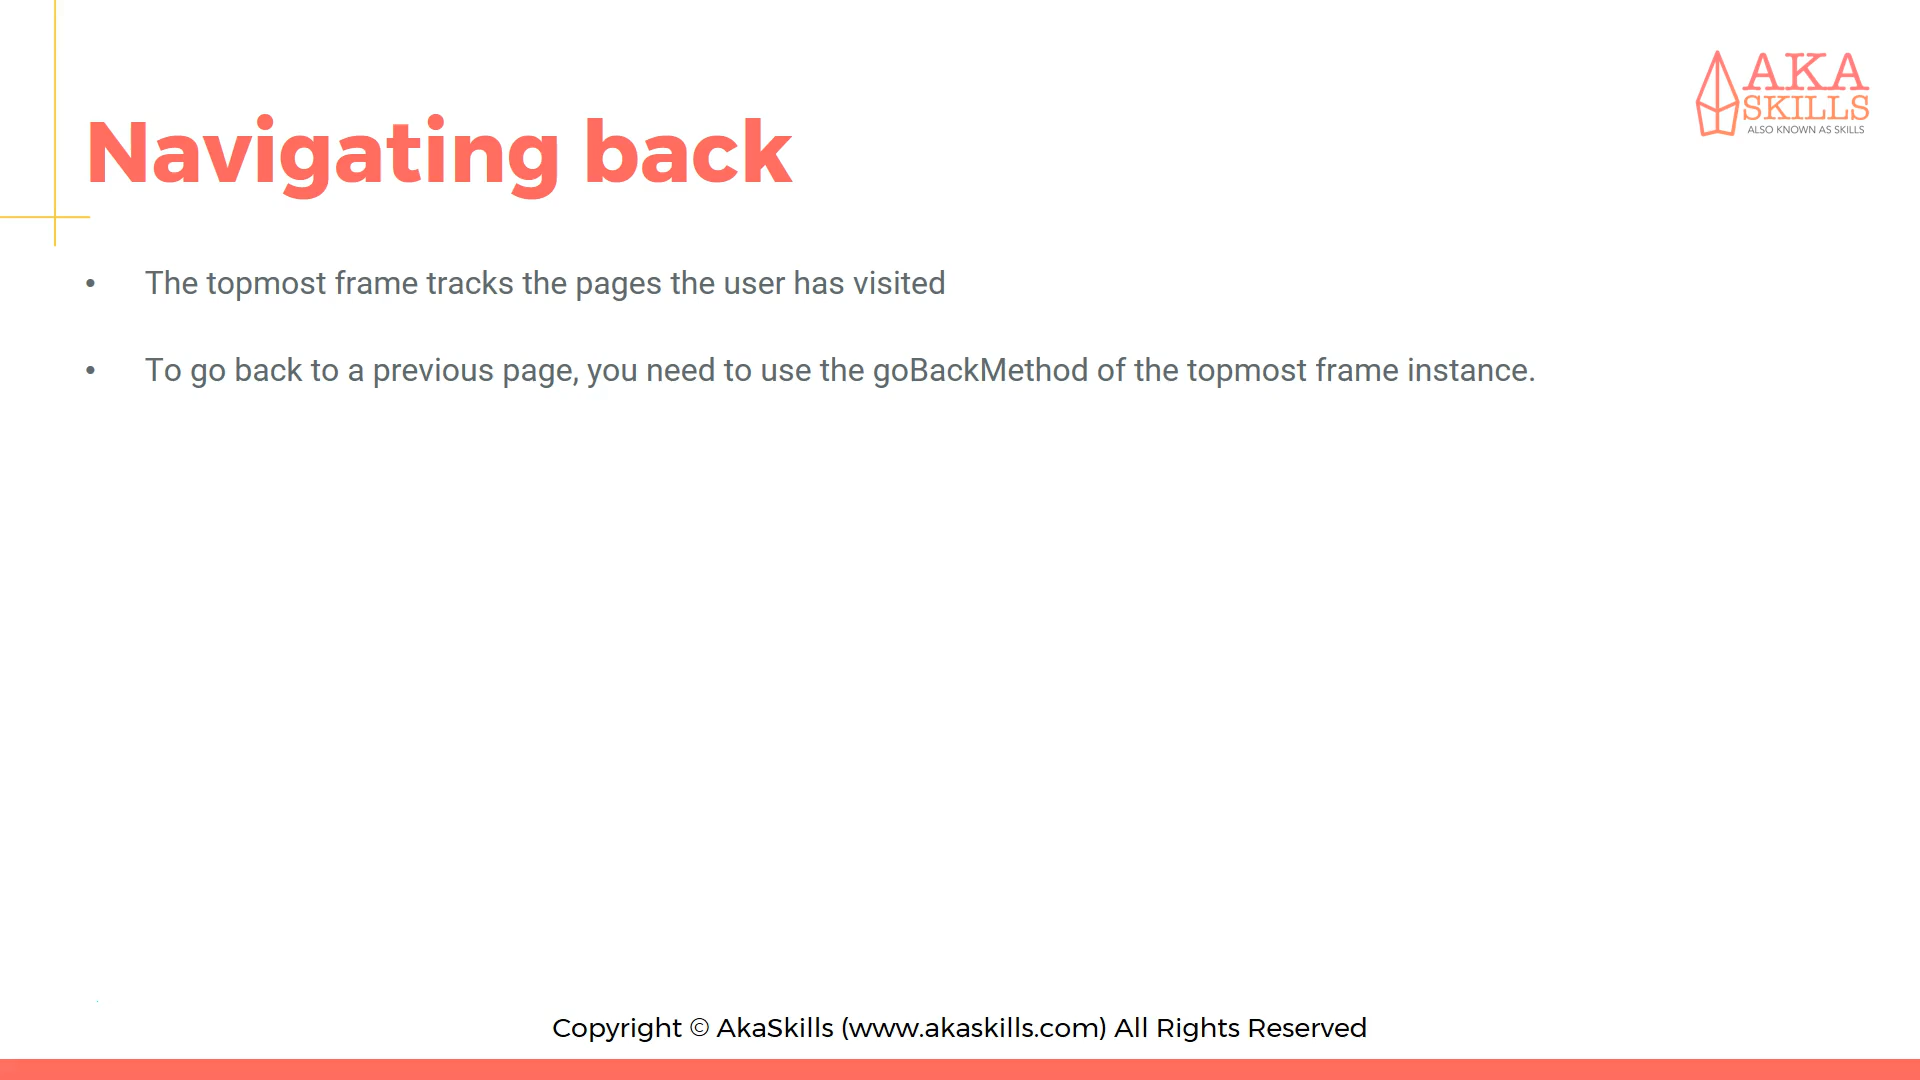 AKA
SKILLS
ALSO KNOWN AS SKILLS
Navigating back
• The topmost frame tracks the pages the user has visited
• To go back to a previous page, you need to use the goBackMethod of the topmost frame instance.
Copyright © AkaSkills (www.akaskills.com) All Rights Reserved